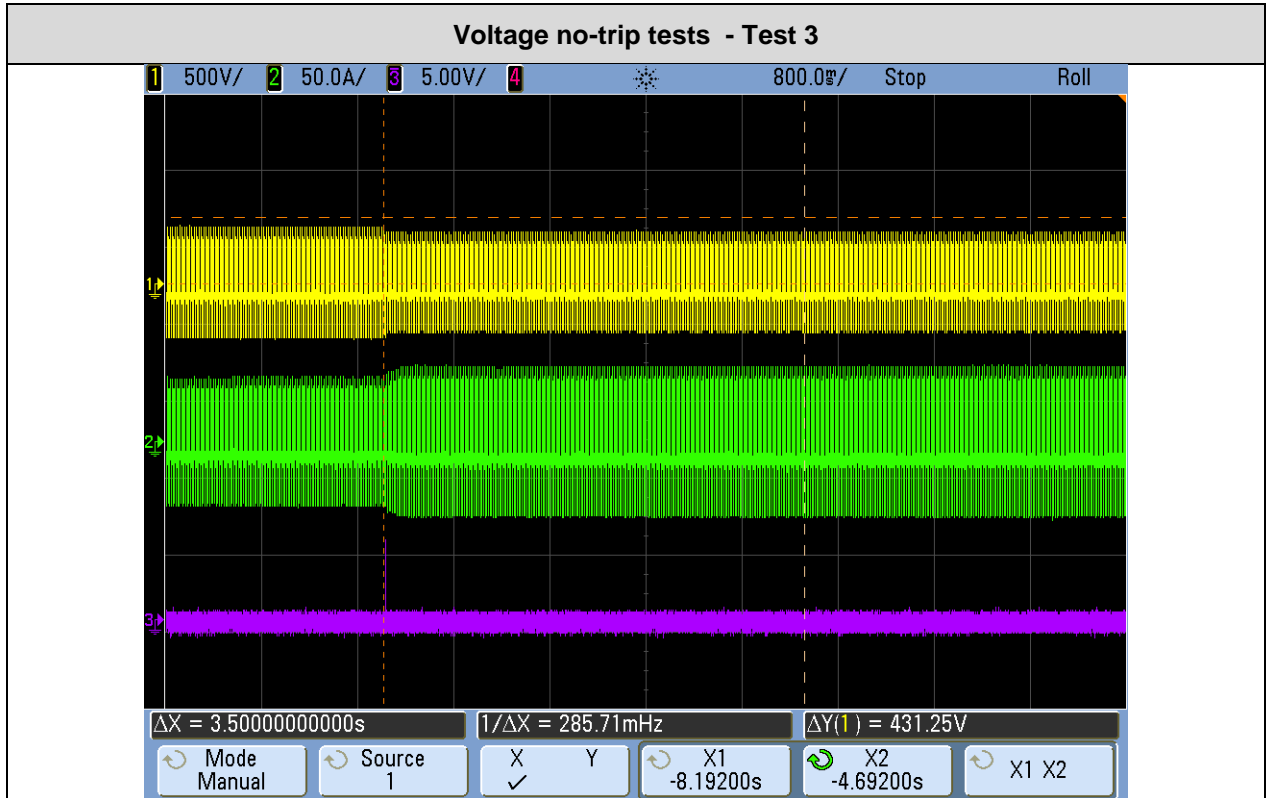 Voltage no-trip tests - Test 3
1 500V/ 2 50.0A/ 3 5.00V/ 4 800.0ms/ Stop Roll
1
2
3
ΔX = 3.50000000000s 1/ΔX = 285.71mHz ΔY(1) = 431.25V
Mode Source X Y X1 X2 X1 X2
Manual 1 ✓ -8.19200s -4.69200s